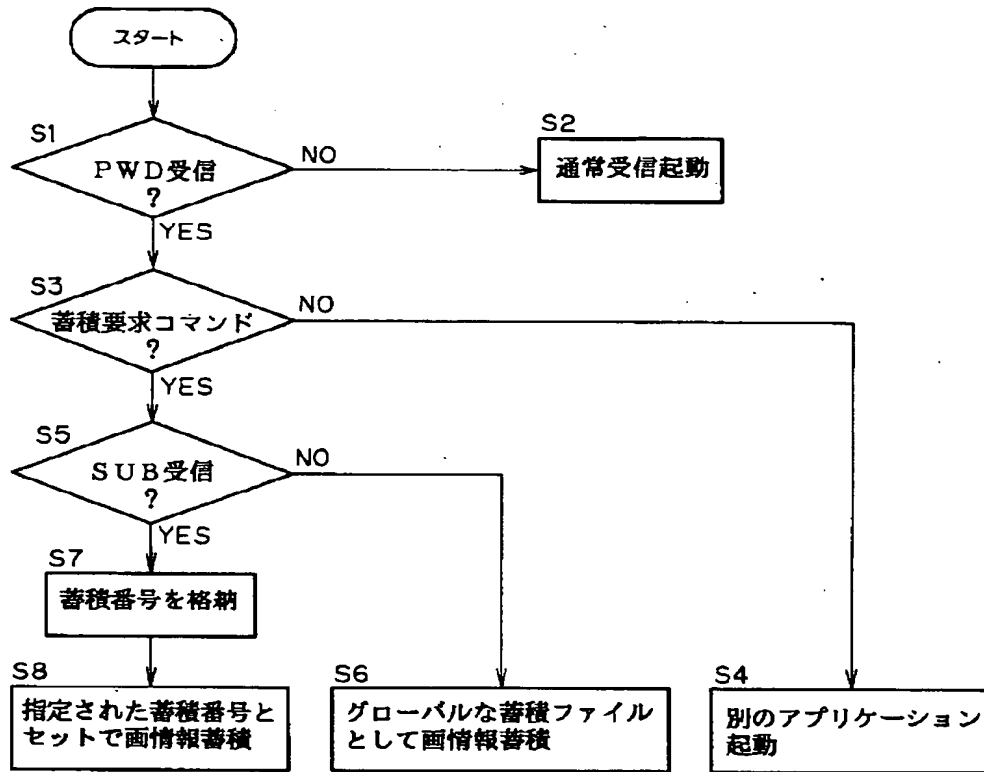 スタート
S1
PWD受信
?
NO
S2
通常受信起動
YES
S3
蓄積要求コマンド
?
NO
YES
S5
SUB受信
?
NO
YES
S7
蓄積番号を格納
S8
指定された蓄積番号と
セットで画情報蓄積
S6
グローバルな蓄積ファイル
として画情報蓄積
S4
別のアプリケーション
起動